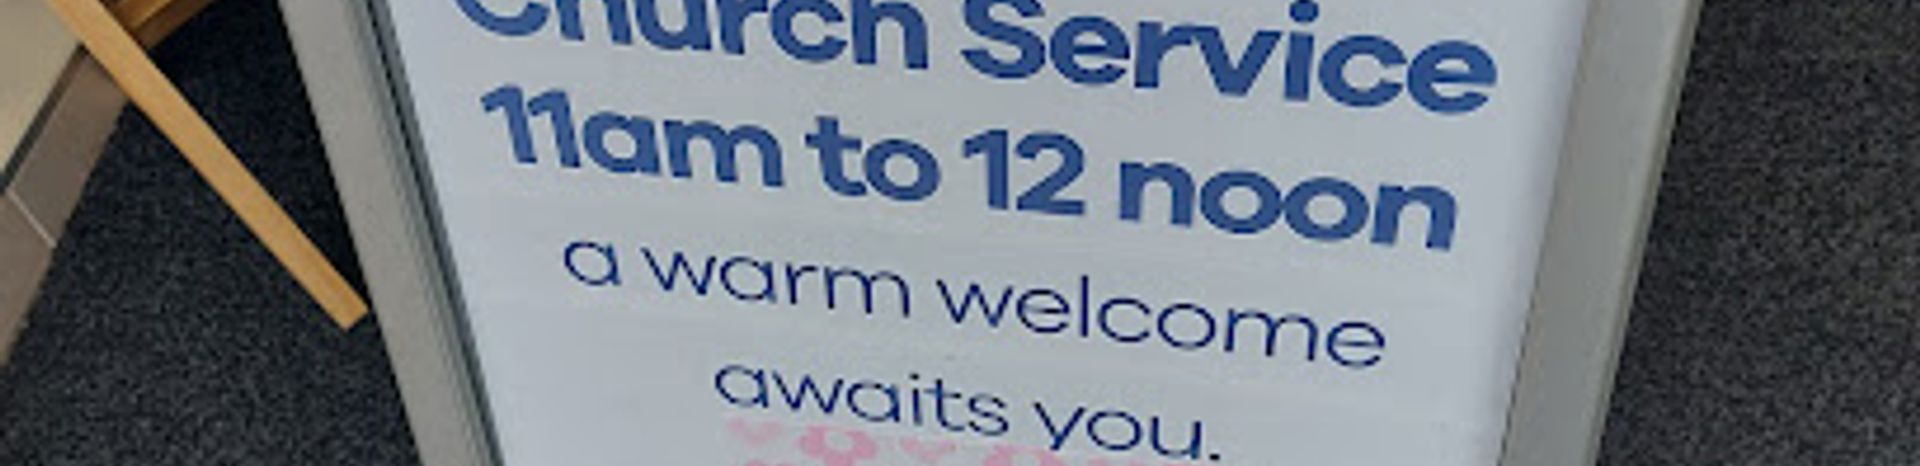 Church Service
11am to 12 noon
a warm welcome
awaits you.